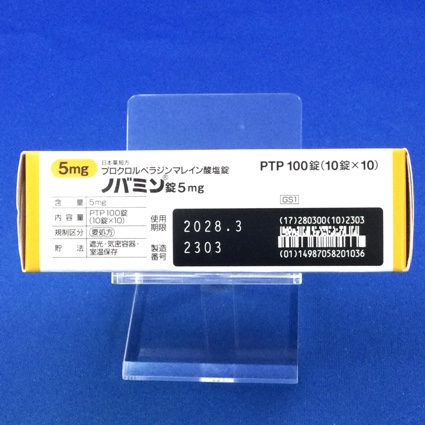 5mg
日本薬局方
プロクロルペラジンマレイン酸塩錠
ノバミン®錠5mg
PTP 100錠(10錠×10)
含量 5mg
内容量 PTP100錠
(10錠×10)
規制区分 要処方
貯法 遮光・気密容器・
室温保存
使用
期限 2028.3
製造
番号 2303
GS1
(17)280300(10)2303
(01)14987058201036